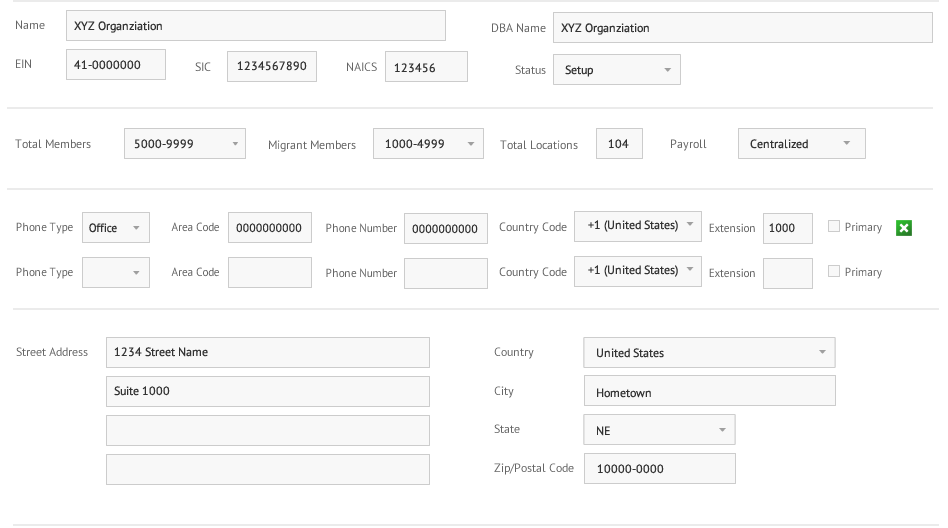 Name XYZ Organziation DBA Name XYZ Organziation
EIN 41-0000000 SIC 1234567890 NAICS 123456 Status Setup
Total Members 5000-9999 Migrant Members 1000-4999 Total Locations 104 Payroll Centralized
Phone Type Office Area Code 0000000000 Phone Number 0000000000 Country Code +1 (United States) Extension 1000 Primary
Phone Type Area Code Phone Number Country Code +1 (United States) Extension Primary
Street Address 1234 Street Name Country United States
Suite 1000 City Hometown
State NE
Zip/Postal Code 10000-0000